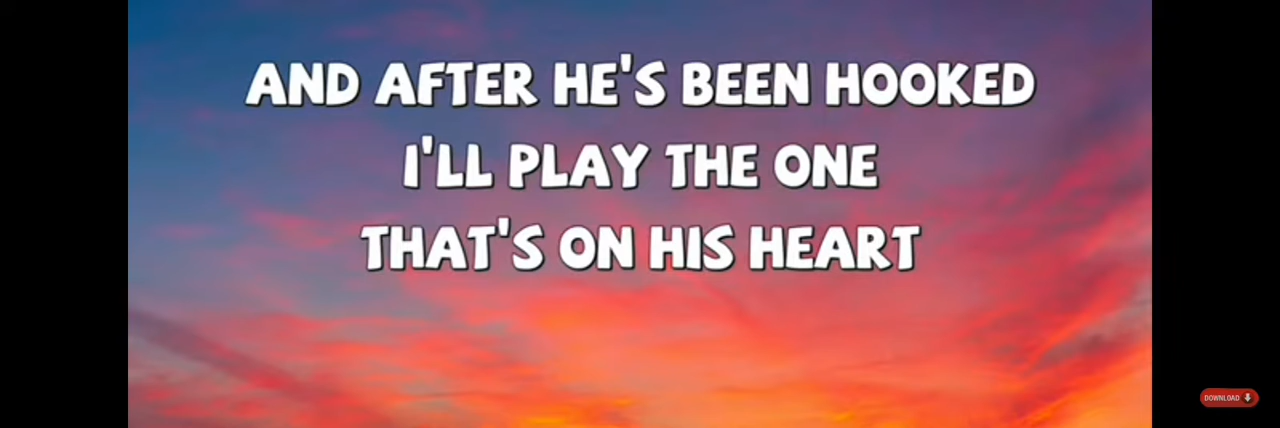 AND AFTER HE'S BEEN HOOKED
I'LL PLAY THE ONE
THAT'S ON HIS HEART
DOWNLOAD